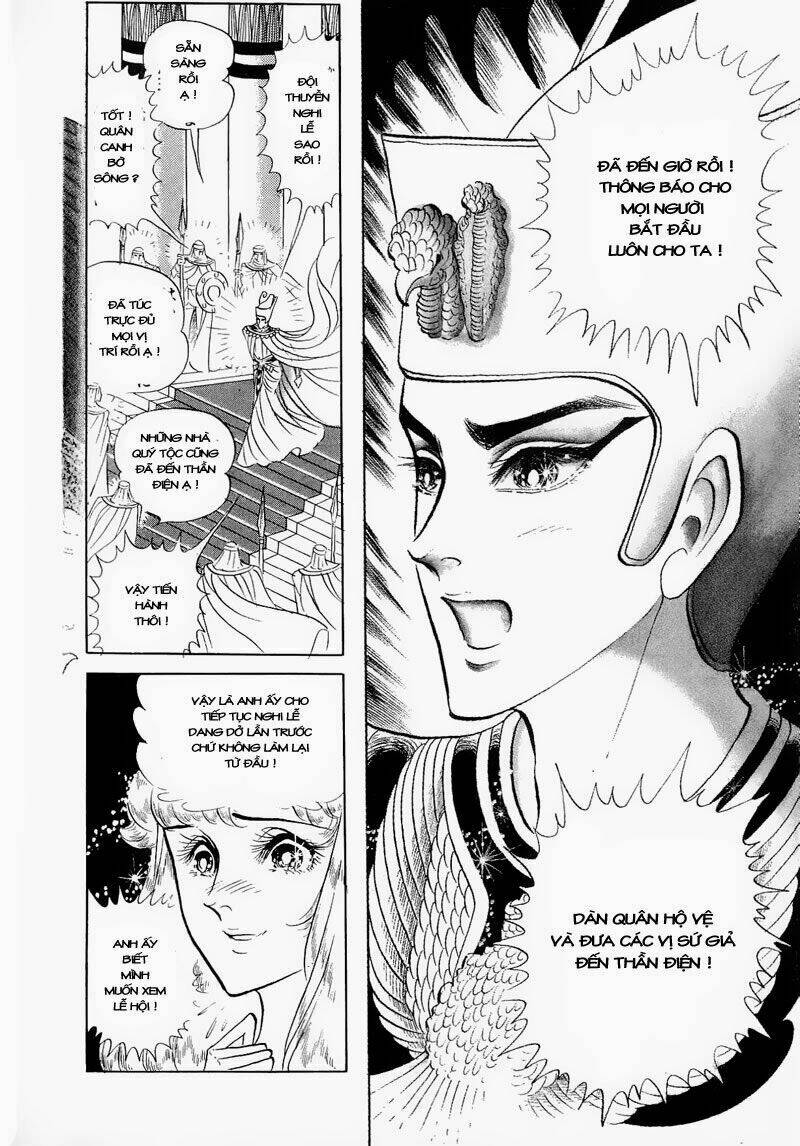 ĐÃ ĐẾN GIỜ RỒI !
THÔNG BÁO CHO
MỌI NGƯỜI
BẮT ĐẦU
LUÔN CHO TA !
DÀN QUÂN HỘ VỆ
VÀ ĐƯA CÁC VỊ SỨ GIẢ
ĐẾN THẦN ĐIỆN !
ĐỘI
THUYỀN
NGHI
LỄ
SAO RỒI !
SẴN
SÀNG
RỒI
Ạ !
TỐT !
QUÂN
CANH
BỜ
SÔNG ?
ĐÃ TÚC
TRỰC ĐỦ
MỌI VỊ
TRÍ RỒI Ạ !
NHỮNG NHÀ
QUÝ TỘC CŨNG
ĐÃ ĐẾN THẦN
ĐIỆN Ạ !
VẬY TIẾN
HÀNH
THÔI !
VẬY LÀ ANH ẤY CHO
TIẾP TỤC NGHI LỄ
DANG DỞ LẦN TRƯỚC
CHỨ KHÔNG LÀM LẠI
TỪ ĐẦU !
ANH ẤY
BIẾT
MÌNH
MUỐN XEM
LỄ HỘI !